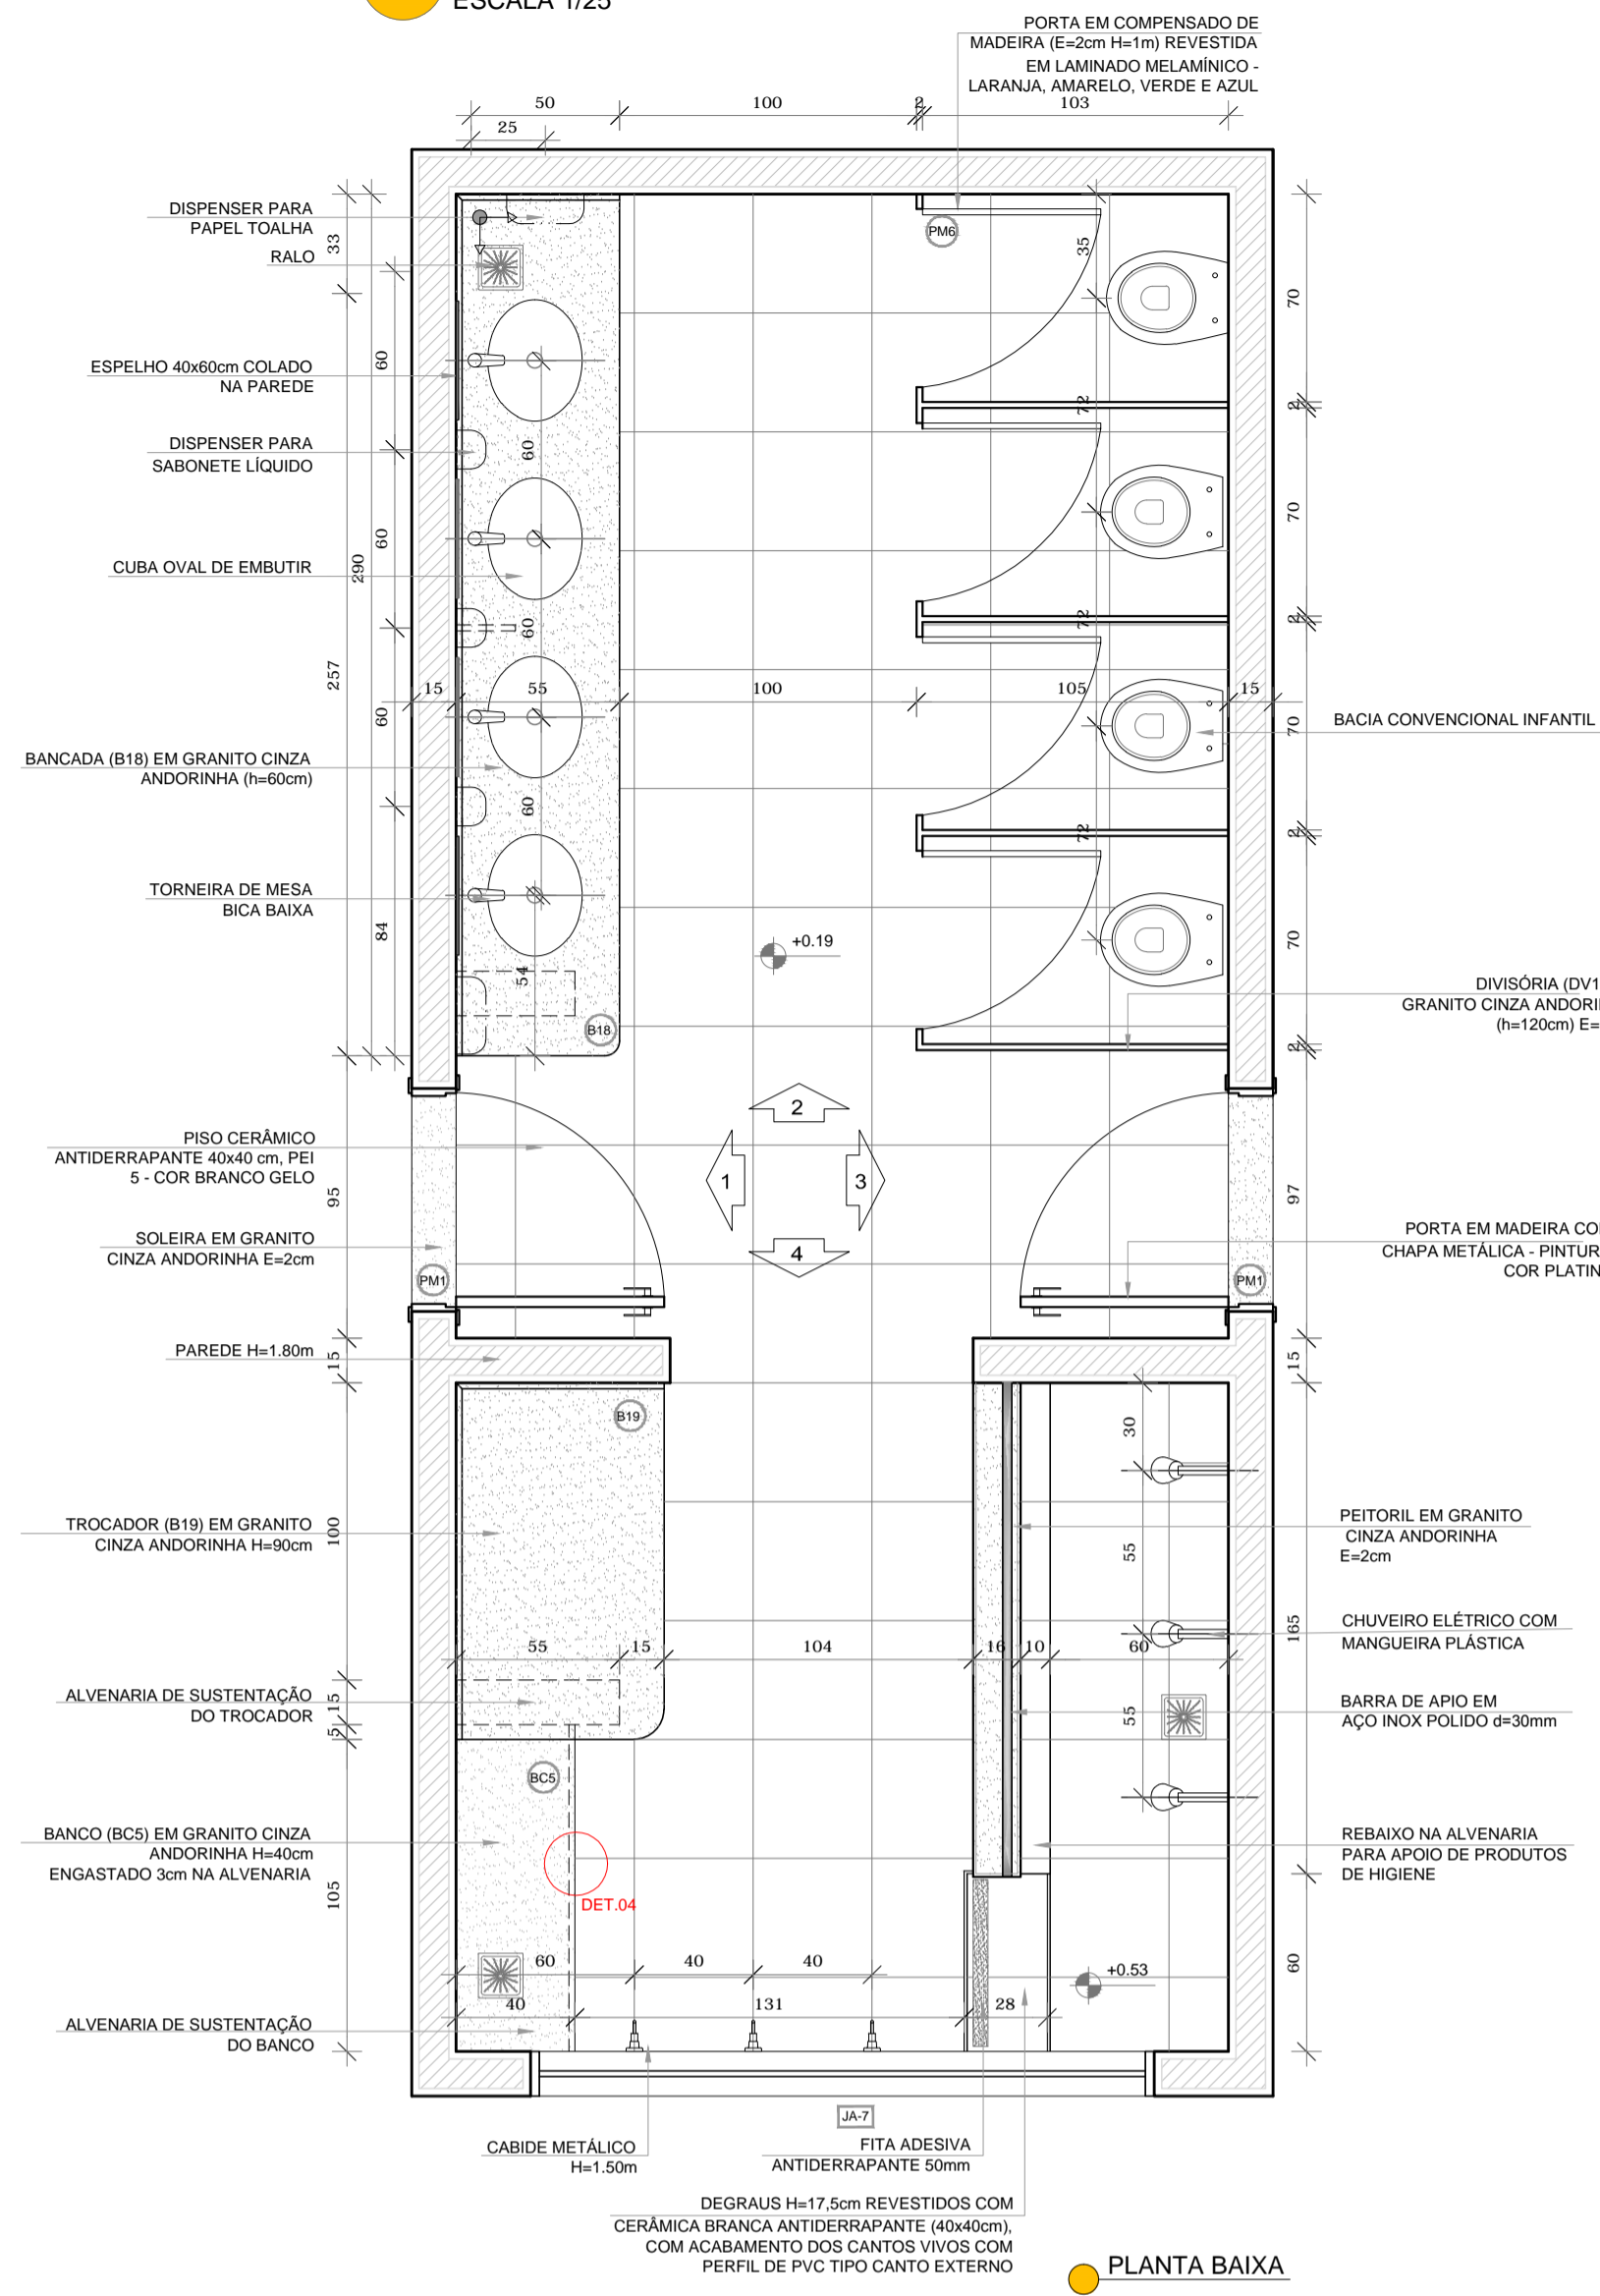 ESCALA 1/25
PORTA EM COMPENSADO DE
MADEIRA (E=2cm H=1m) REVESTIDA
EM LAMINADO MELAMÍNICO -
LARANJA, AMARELO, VERDE E AZUL
50
100
2
103
25
DISPENSER PARA
PAPEL TOALHA
33
RALO
PM6
35
70
ESPELHO 40x60cm COLADO
NA PAREDE
60
72
2
DISPENSER PARA
SABONETE LÍQUIDO
60
70
CUBA OVAL DE EMBUTIR
290
60
60
72
2
257
15
55
100
105
15
60
70
BACIA CONVENCIONAL INFANTIL
BANCADA (B18) EM GRANITO CINZA
ANDORINHA (h=60cm)
60
72
2
TORNEIRA DE MESA
BICA BAIXA
84
+0.19
70
54
B18
DIVISÓRIA (DV1
GRANITO CINZA ANDORI
(h=120cm) E=
2
2
1
3
4
PISO CERÂMICO
ANTIDERRAPANTE 40x40 cm, PEI
5 - COR BRANCO GELO
95
97
SOLEIRA EM GRANITO
CINZA ANDORINHA E=2cm
PORTA EM MADEIRA CO
CHAPA METÁLICA - PINTUR
COR PLATIN
PM1
PM1
PAREDE H=1.80m
15
15
B19
30
TROCADOR (B19) EM GRANITO
CINZA ANDORINHA H=90cm
100
PEITORIL EM GRANITO
CINZA ANDORINHA
E=2cm
55
CHUVEIRO ELÉTRICO COM
MANGUEIRA PLÁSTICA
165
55
15
104
16
10
60
ALVENARIA DE SUSTENTAÇÃO
DO TROCADOR
15
5
55
BARRA DE APIO EM
AÇO INOX POLIDO d=30mm
BC5
BANCO (BC5) EM GRANITO CINZA
ANDORINHA H=40cm
ENGASTADO 3cm NA ALVENARIA
DET.04
105
REBAIXO NA ALVENARIA
PARA APOIO DE PRODUTOS
DE HIGIENE
60
40
40
+0.53
60
40
131
28
ALVENARIA DE SUSTENTAÇÃO
DO BANCO
JA-7
CABIDE METÁLICO
H=1.50m
FITA ADESIVA
ANTIDERRAPANTE 50mm
DEGRAUS H=17,5cm REVESTIDOS COM
CERÂMICA BRANCA ANTIDERRAPANTE (40x40cm),
COM ACABAMENTO DOS CANTOS VIVOS COM
PERFIL DE PVC TIPO CANTO EXTERNO
PLANTA BAIXA